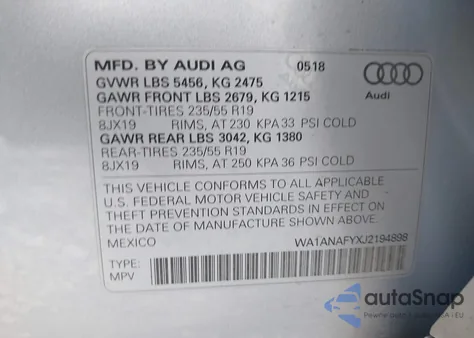 MFD. BY AUDI AG 0518
GVWR LBS 5456, KG 2475
GAWR FRONT LBS 2679, KG 1215
FRONT-TIRES 235/55 R19
8JX19 RIMS, AT 230 KPA 33 PSI COLD
GAWR REAR LBS 3042, KG 1380
REAR-TIRES 235/55 R19
8JX19 RIMS, AT 250 KPA 36 PSI COLD
Audi
THIS VEHICLE CONFORMS TO ALL APPLICABLE
U.S. FEDERAL MOTOR VEHICLE SAFETY AND
THEFT PREVENTION STANDARDS IN EFFECT ON
THE DATE OF MANUFACTURE SHOWN ABOVE.
MEXICO WA1ANAFYXJ2194898
TYPE:
MPV
autoSnap